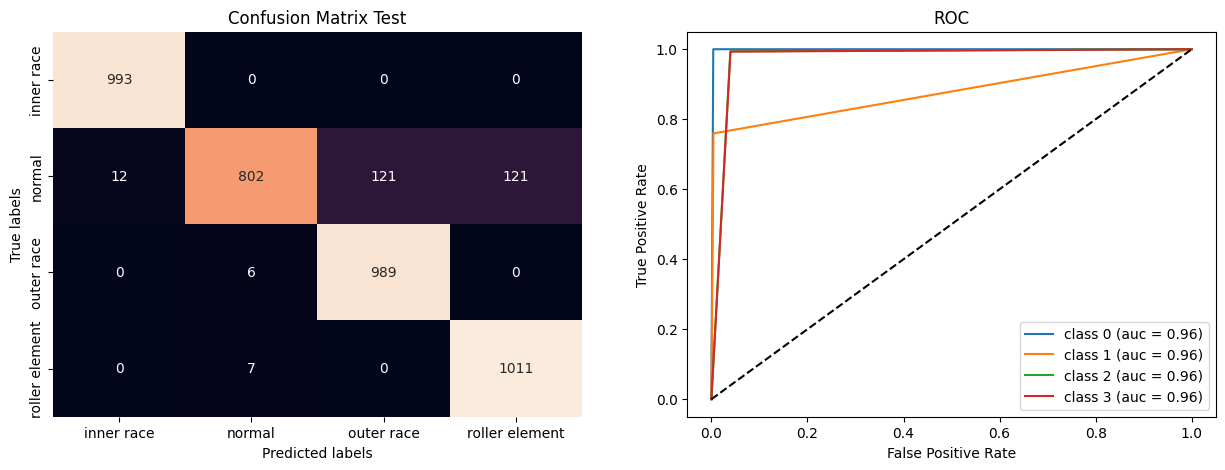 Confusion Matrix Test
True labels
inner race
normal
outer race
roller element
993 0 0 0
12 802 121 121
0 6 989 0
0 7 0 1011
inner race normal outer race roller element
Predicted labels
ROC
True Positive Rate
1.0
0.8
0.6
0.4
0.2
0.0
0.0 0.2 0.4 0.6 0.8 1.0
False Positive Rate
class 0 (auc = 0.96)
class 1 (auc = 0.96)
class 2 (auc = 0.96)
class 3 (auc = 0.96)